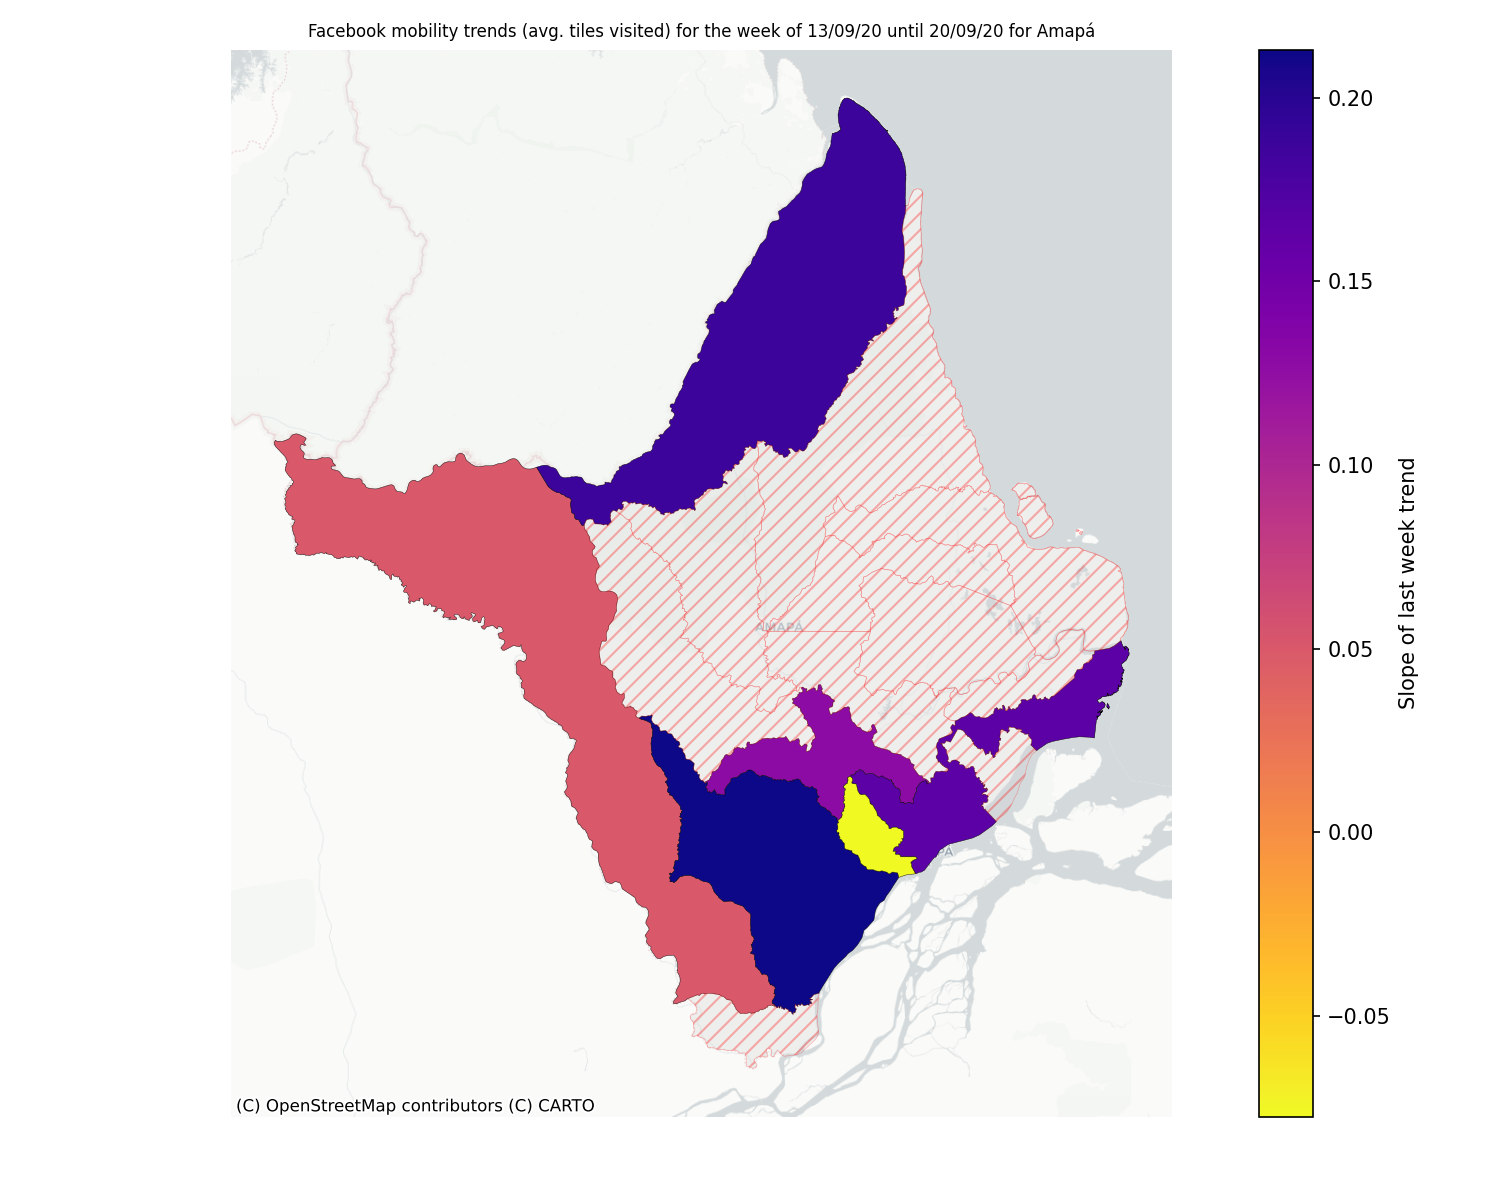 Facebook mobility trends (avg. tiles visited) for the week of 13/09/20 until 20/09/20 for Amapá
0.20
0.15
0.10
0.05
0.00
−0.05
Slope of last week trend
AMAPÁ
(C) OpenStreetMap contributors (C) CARTO